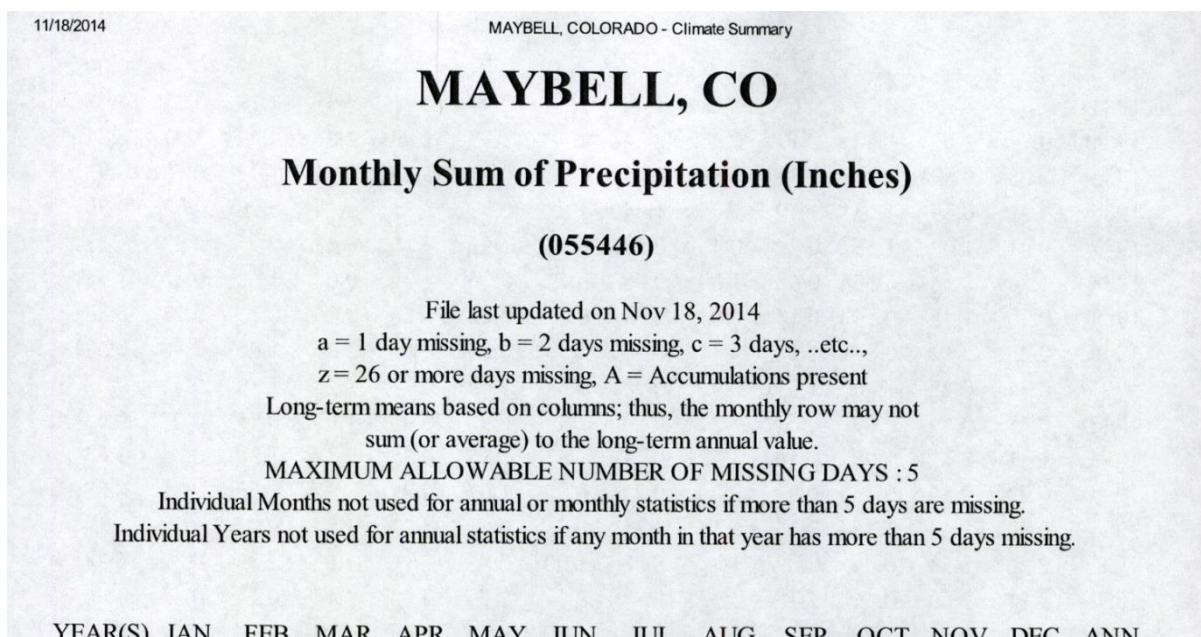 11/18/2014 MAYBELL, COLORADO - Climate Summary
MAYBELL, CO
Monthly Sum of Precipitation (Inches)
(055446)
File last updated on Nov 18, 2014
a = 1 day missing, b = 2 days missing, c = 3 days, ..etc..,
z = 26 or more days missing, A = Accumulations present
Long-term means based on columns; thus, the monthly row may not
sum (or average) to the long-term annual value.
MAXIMUM ALLOWABLE NUMBER OF MISSING DAYS : 5
Individual Months not used for annual or monthly statistics if more than 5 days are missing.
Individual Years not used for annual statistics if any month in that year has more than 5 days missing.
YEAR(S) JAN FEB MAR APR MAY JUN JUL AUG SEP OCT NOV DEC ANN